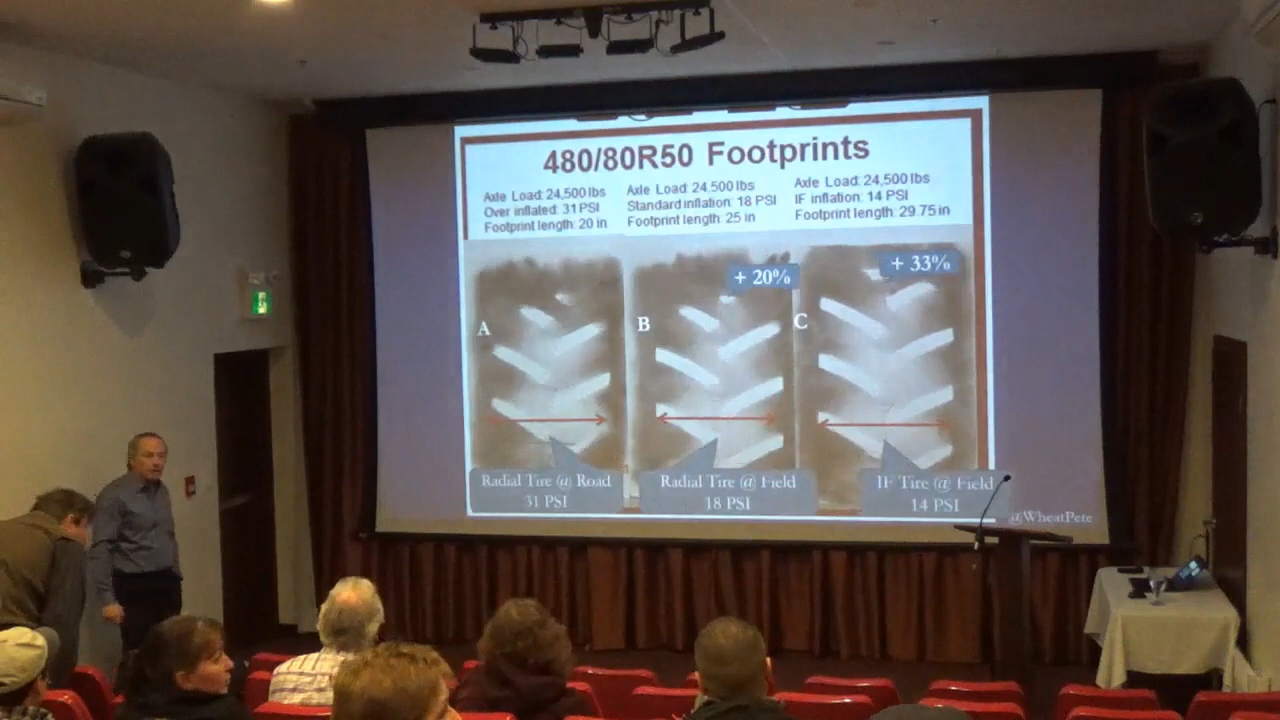 480/80R50 Footprints
Axle Load: 24,500 lbs
Over inflated: 31 PSI
Footprint length: 20 in
Axle Load: 24,500 lbs
Standard inflation: 18 PSI
Footprint length: 25 in
Axle Load: 24,500 lbs
IF inflation: 14 PSI
Footprint length: 29.75 in
+ 20%
+ 33%
A
B
C
Radial Tire @ Road
31 PSI
Radial Tire @ Field
18 PSI
IF Tire @ Field
14 PSI
@WheatPete